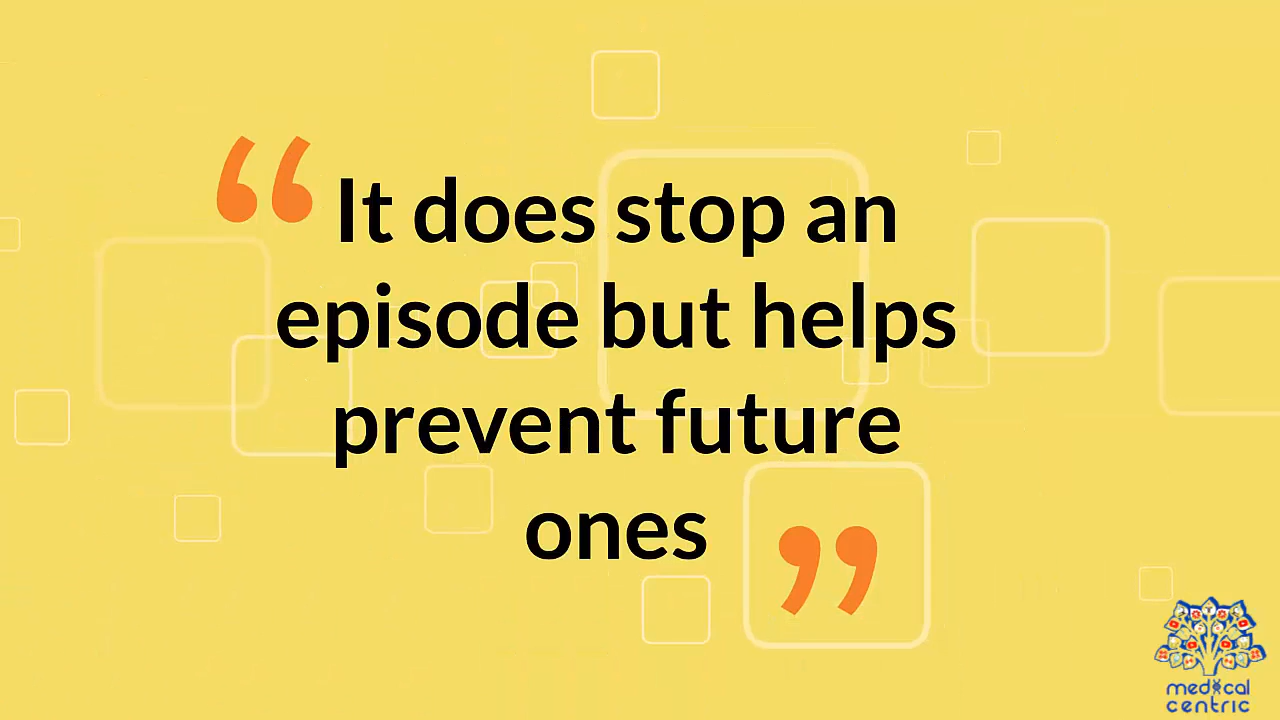 “It does stop an
episode but helps
prevent future
ones”
medical
centric